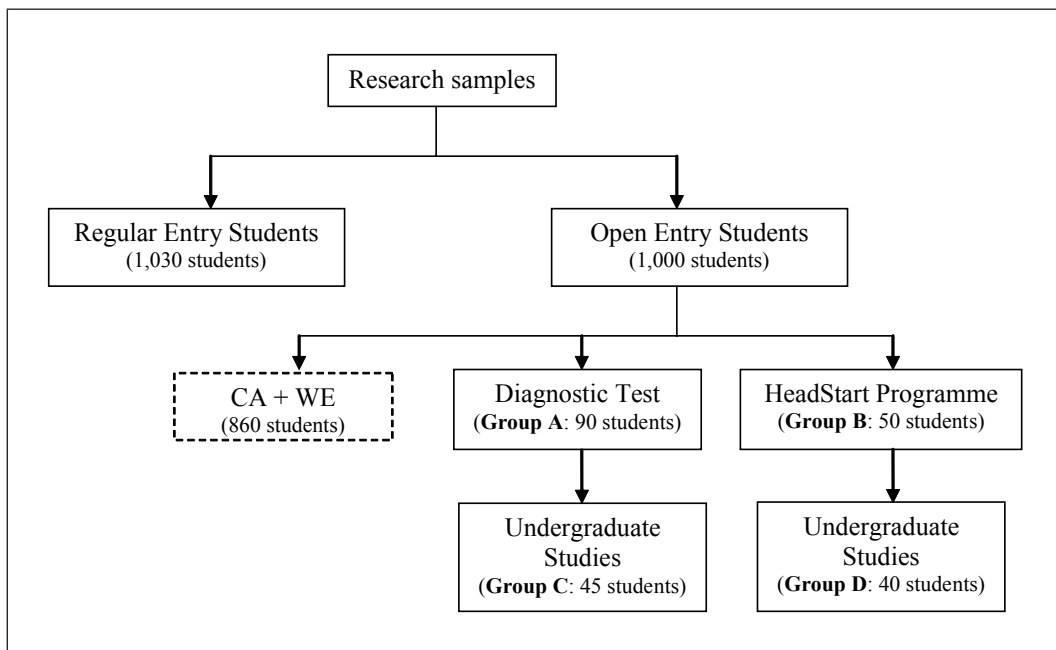 Research samples
Regular Entry Students
(1,030 students)
Open Entry Students
(1,000 students)
CA + WE
(860 students)
Diagnostic Test
(Group A: 90 students)
HeadStart Programme
(Group B: 50 students)
Undergraduate
Studies
(Group C: 45 students)
Undergraduate
Studies
(Group D: 40 students)